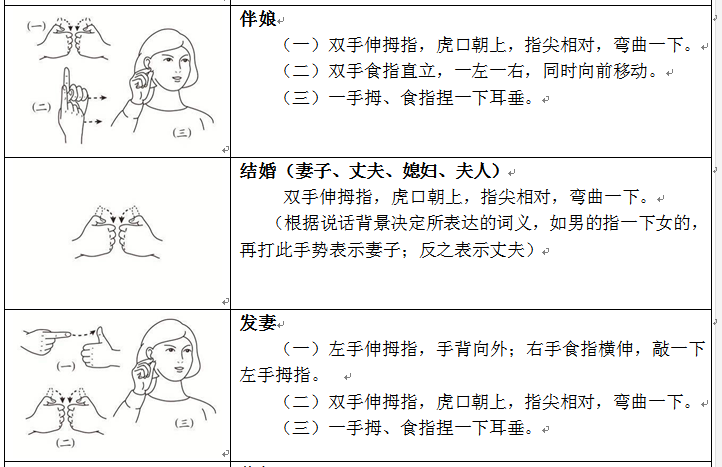 （一）
（二）
（三）
伴娘
（一）双手伸拇指，虎口朝上，指尖相对，弯曲一下。
（二）双手食指直立，一左一右，同时向前移动。
（三）一手拇、食指捏一下耳垂。
结婚（妻子、丈夫、媳妇、夫人）
双手伸拇指，虎口朝上，指尖相对，弯曲一下。
（根据说话背景决定所表达的词义，如男的指一下女的，
再打此手势表示妻子；反之表示丈夫）
（一）
（二）
（三）
发妻
（一）左手伸拇指，手背向外；右手食指横伸，敲一下
左手拇指。
（二）双手伸拇指，虎口朝上，指尖相对，弯曲一下。
（三）一手拇、食指捏一下耳垂。